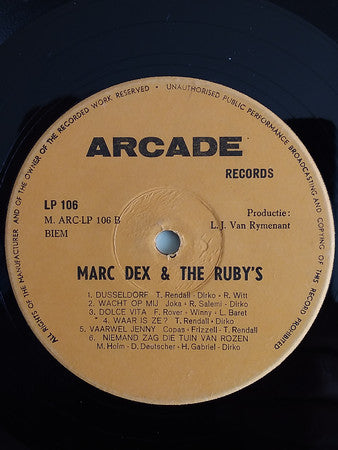 ALL RIGHTS OF THE MANUFACTURER AND OF THE OWNER OF THE RECORDED WORK RESERVED • UNAUTHORISED PUBLIC PERFORMANCE BROADCASTING AND COPYING OF THIS RECORD PROHIBITED
ARCADE
RECORDS
LP 106
M. ARC-LP 106 B
BIEM
Productie:
L. J. Van Rymenant
MARC DEX & THE RUBY'S
1. DUSSELDORF T. Rendall - Dirko - R. Witt
2. WACHT OP MIJ Joka - R. Salemi - Dirko
3. DOLCE VITA F. Rover - Winny - L. Baret
* 4. WAAR IS ZE? T. Rendall - Dirko
5. VAARWEL JENNY Copas - Frizzell - T. Rendall
6. NIEMAND ZAG DIE TUIN VAN ROZEN
M. Holm - D. Deutscher - H. Gabriel - Dirko